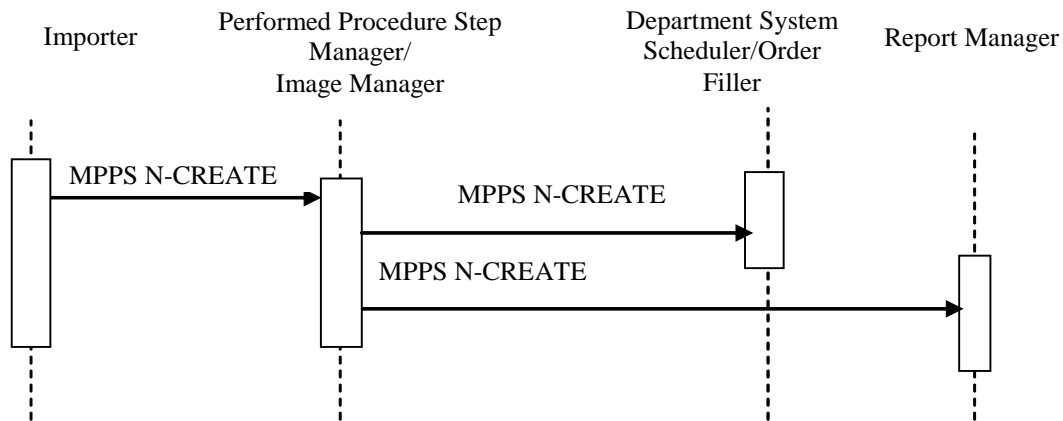 Importer
Performed Procedure Step
Manager/
Image Manager
Department System
Scheduler/Order
Filler
Report Manager
MPPS N-CREATE
MPPS N-CREATE
MPPS N-CREATE